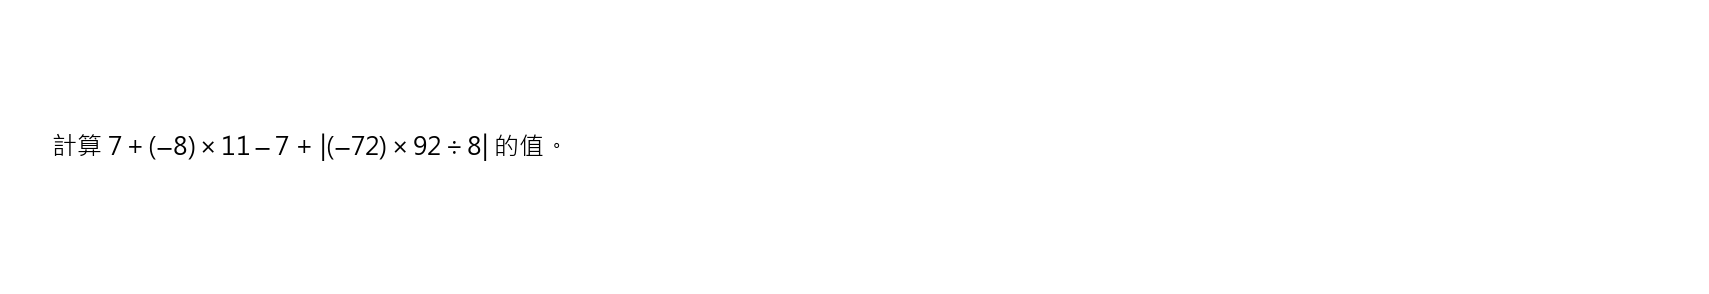 計算 7 + (–8) × 11 – 7 + |(–72) × 92 ÷ 8| 的值。